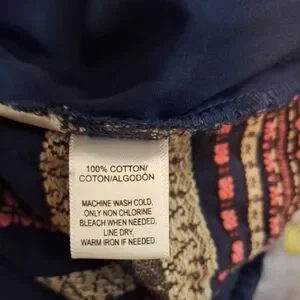 100% COTTON/
COTON/ALGODÓN
MACHINE WASH COLD,
ONLY NON CHLORINE
BLEACH WHEN NEEDED,
LINE DRY,
WARM IRON IF NEEDED.